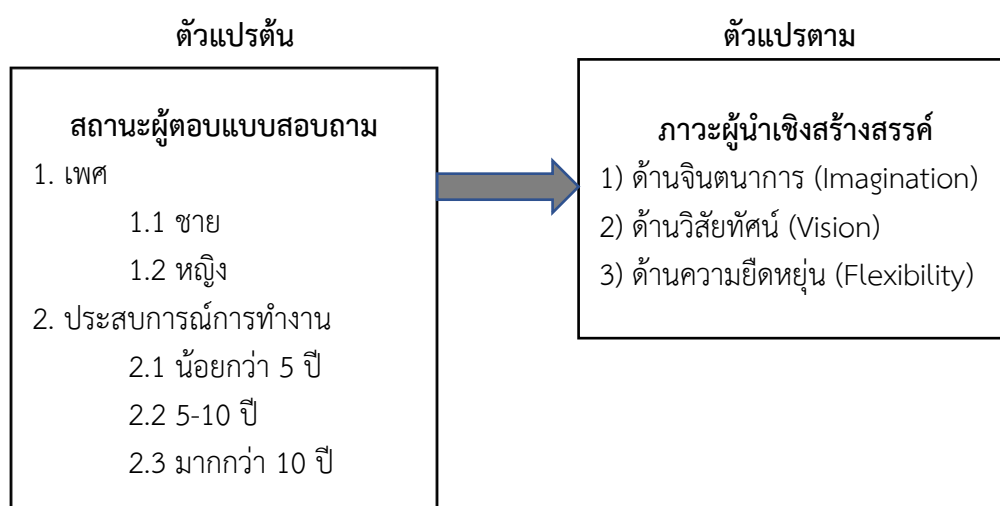 ตัวแปรต้น
สถานะผู้ตอบแบบสอบถาม
1. เพศ
1.1 ชาย
1.2 หญิง
2. ประสบการณ์การทำงาน
2.1 น้อยกว่า 5 ปี
2.2 5-10 ปี
2.3 มากกว่า 10 ปี
ตัวแปรตาม
ภาวะผู้นำเชิงสร้างสรรค์
1) ด้านจินตนาการ (Imagination)
2) ด้านวิสัยทัศน์ (Vision)
3) ด้านความยืดหยุ่น (Flexibility)